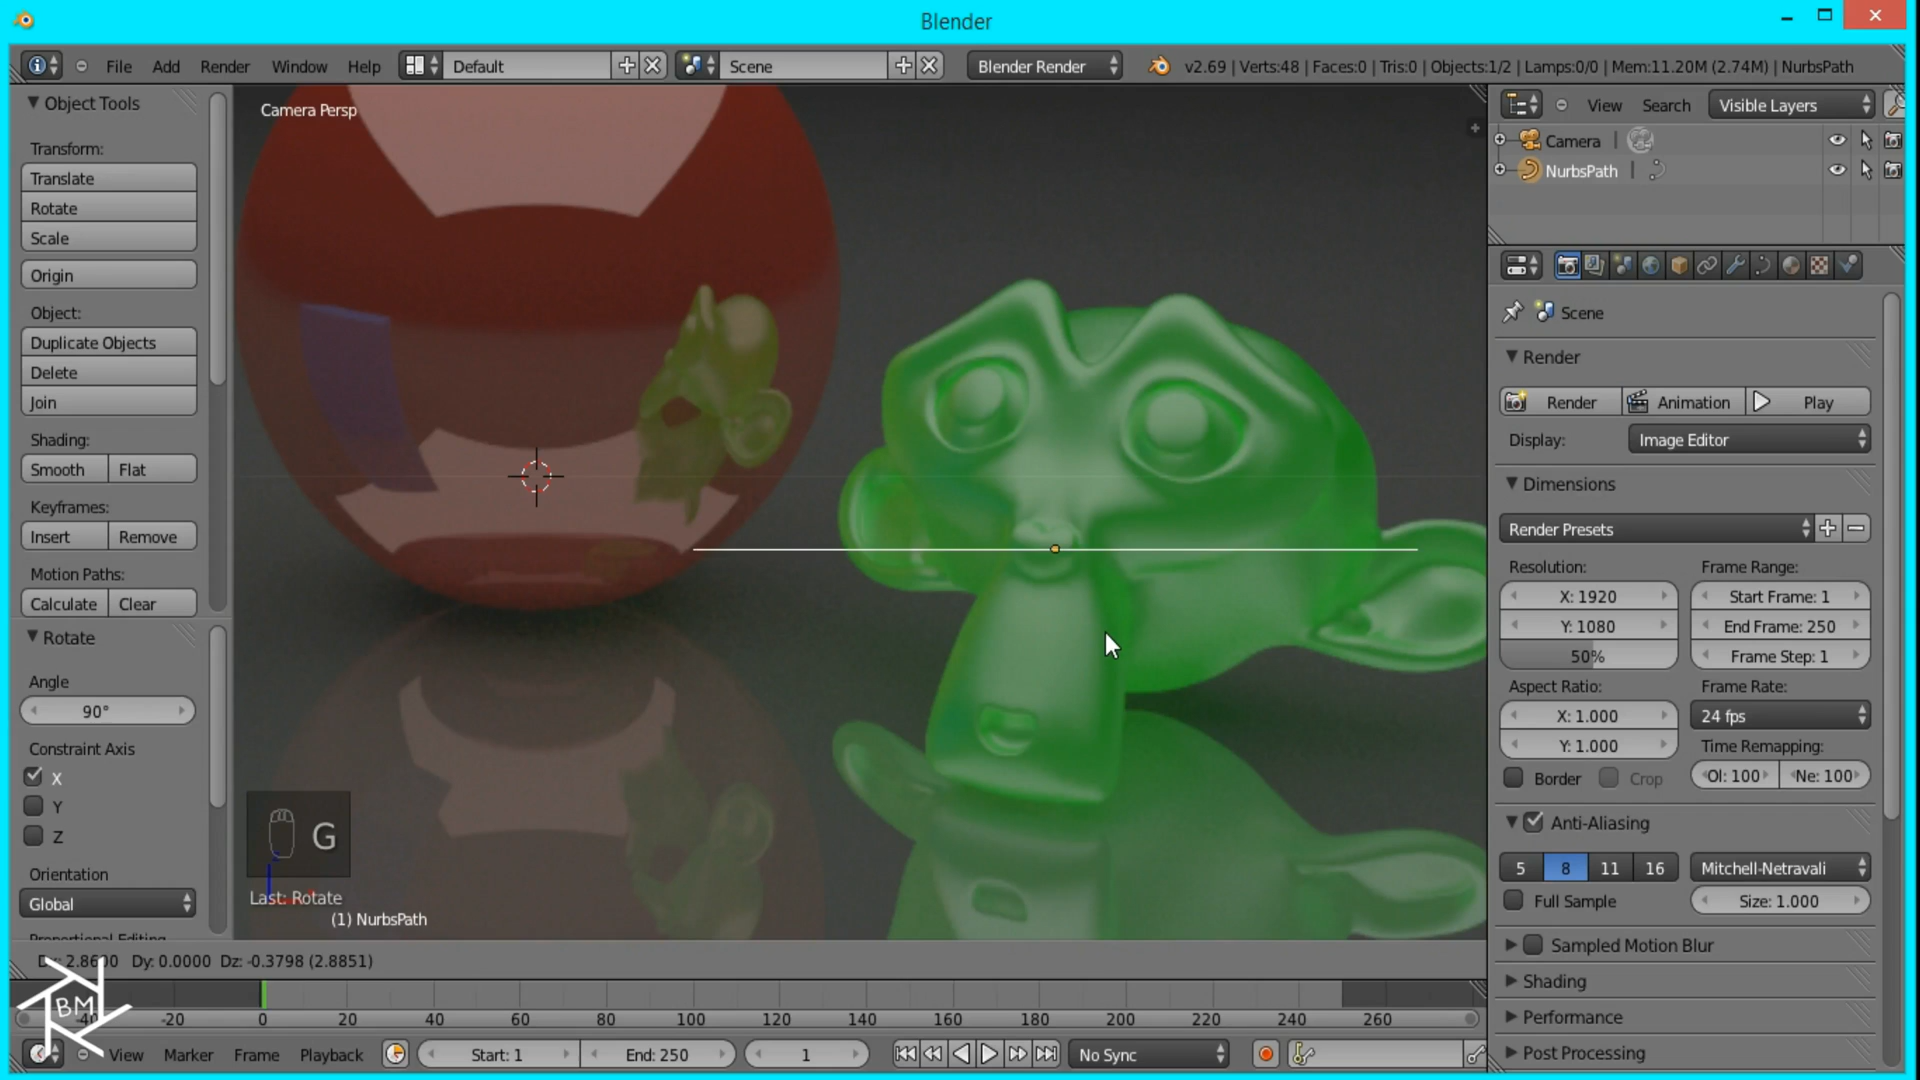 Blender
File Add Render Window Help Default Scene Blender Render v2.69 | Verts:48 | Faces:0 | Tris:0 | Objects:1/2 | Lamps:0/0 | Mem:11.20M (2.74M) | NurbsPath
Object Tools
Transform:
Translate
Rotate
Scale
Origin
Object:
Duplicate Objects
Delete
Join
Shading:
Smooth Flat
Keyframes:
Insert Remove
Motion Paths:
Calculate Clear
Rotate
Angle
90°
Constraint Axis
X
Y
Z
Orientation
Global
Proportional Editing
Camera Persp
G
Last: Rotate
(1) NurbsPath
2.8600 Dy: 0.0000 Dz: -0.3798 (2.8851)
View Search Visible Layers
Camera
NurbsPath
Scene
Render
Render Animation Play
Display: Image Editor
Dimensions
Render Presets
Resolution: Frame Range:
X: 1920 Start Frame: 1
Y: 1080 End Frame: 250
50% Frame Step: 1
Aspect Ratio: Frame Rate:
X: 1.000 24 fps
Y: 1.000 Time Remapping:
Border Crop Ol: 100 Ne: 100
Anti-Aliasing
5 8 11 16 Mitchell-Netravali
Full Sample Size: 1.000
Sampled Motion Blur
Shading
Performance
Post Processing
BM
-40 -20 0 20 40 60 80 100 120 140 160 180 200 220 240 260
View Marker Frame Playback Start: 1 End: 250 1 No Sync